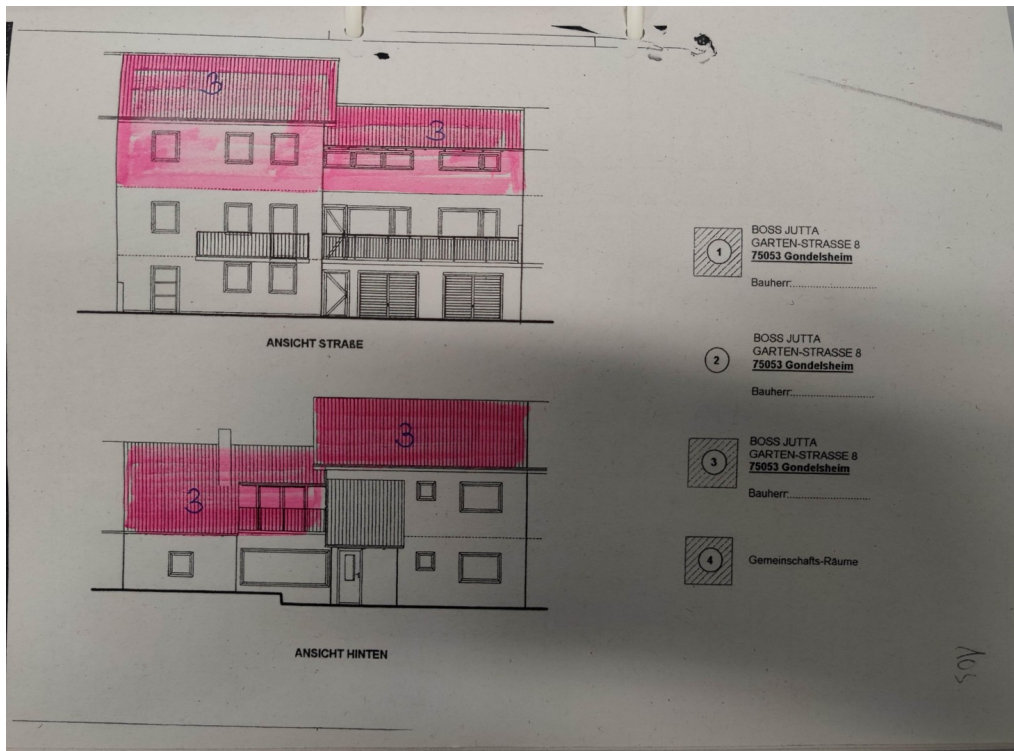 3
3
ANSICHT STRAßE
3
3
ANSICHT HINTEN
1
BOSS JUTTA
GARTEN-STRASSE 8
75053 Gondelsheim
Bauherr:
2
BOSS JUTTA
GARTEN-STRASSE 8
75053 Gondelsheim
Bauherr:
3
BOSS JUTTA
GARTEN-STRASSE 8
75053 Gondelsheim
Bauherr:
4
Gemeinschafts-Räume
103